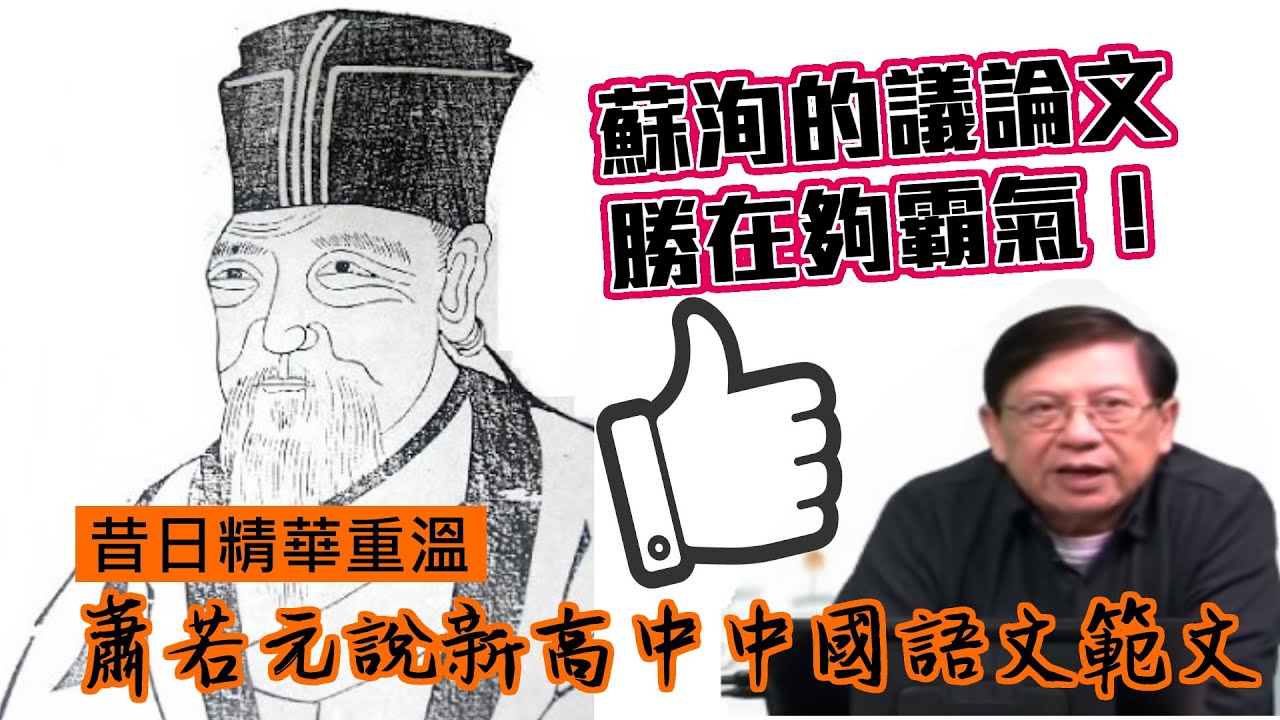 蘇洵的議論文
勝在夠霸氣！
昔日精華重溫
蕭若元說新高中中國語文範文